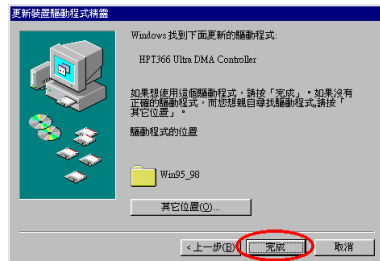 更新裝置驅動程式精靈
Windows 找到下面更新的驅動程式:
HPT366 Ultra DMA Controller
如果想使用這個驅動程式，請按「完成」。如果沒有
正確的驅動程式，而您想親自尋找驅動程式,請按「
其它位置」。
驅動程式的位置
Win95_98
其它位置(O)...
<上一步(B) 完成 取消